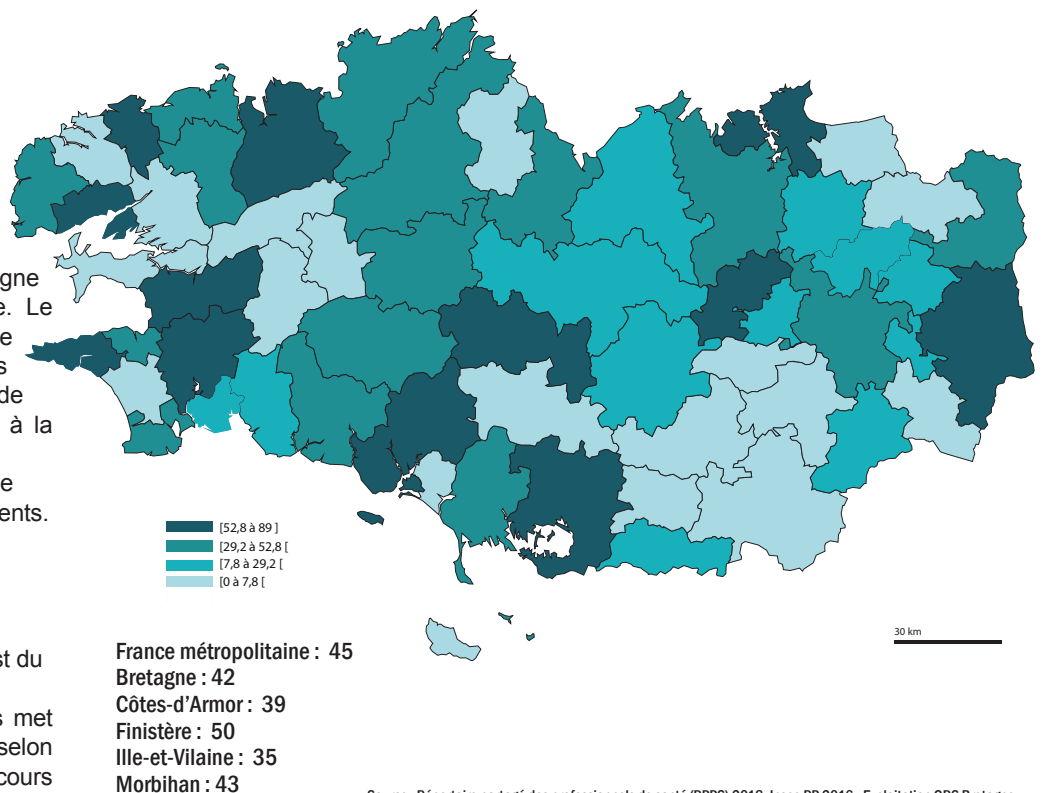 gne
e. Le
e
s
de
à la
e
ents.
[52,8 à 89 ]
[29,2 à 52,8 [
[7,8 à 29,2 [
[0 à 7,8 [
30 km
st du
s met
selon
cours
France métropolitaine : 45
Bretagne : 42
Côtes-d'Armor : 39
Finistère : 50
Ille-et-Vilaine : 35
Morbihan : 43